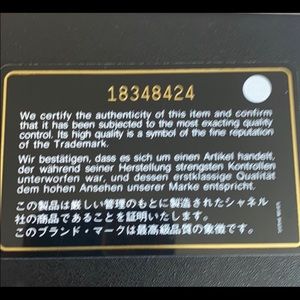 18348424
We certify the authenticity of this item and confirm
that it has been subjected to the most exacting quality
control. Its high quality is a symbol of the fine reputation
of the Trademark.
Wir bestätigen, dass es sich um einen Artikel handelt,
der während seiner Herstellung strengsten Kontrollen
unterworfen war, und dessen erstklassige Qualität
dem hohen Ansehen unserer Marke entspricht.
この製品は厳しい管理のもとに製造されたシャネル
社の商品であることを証明いたします。
このブランド・マークは最高級品質の象徴です。